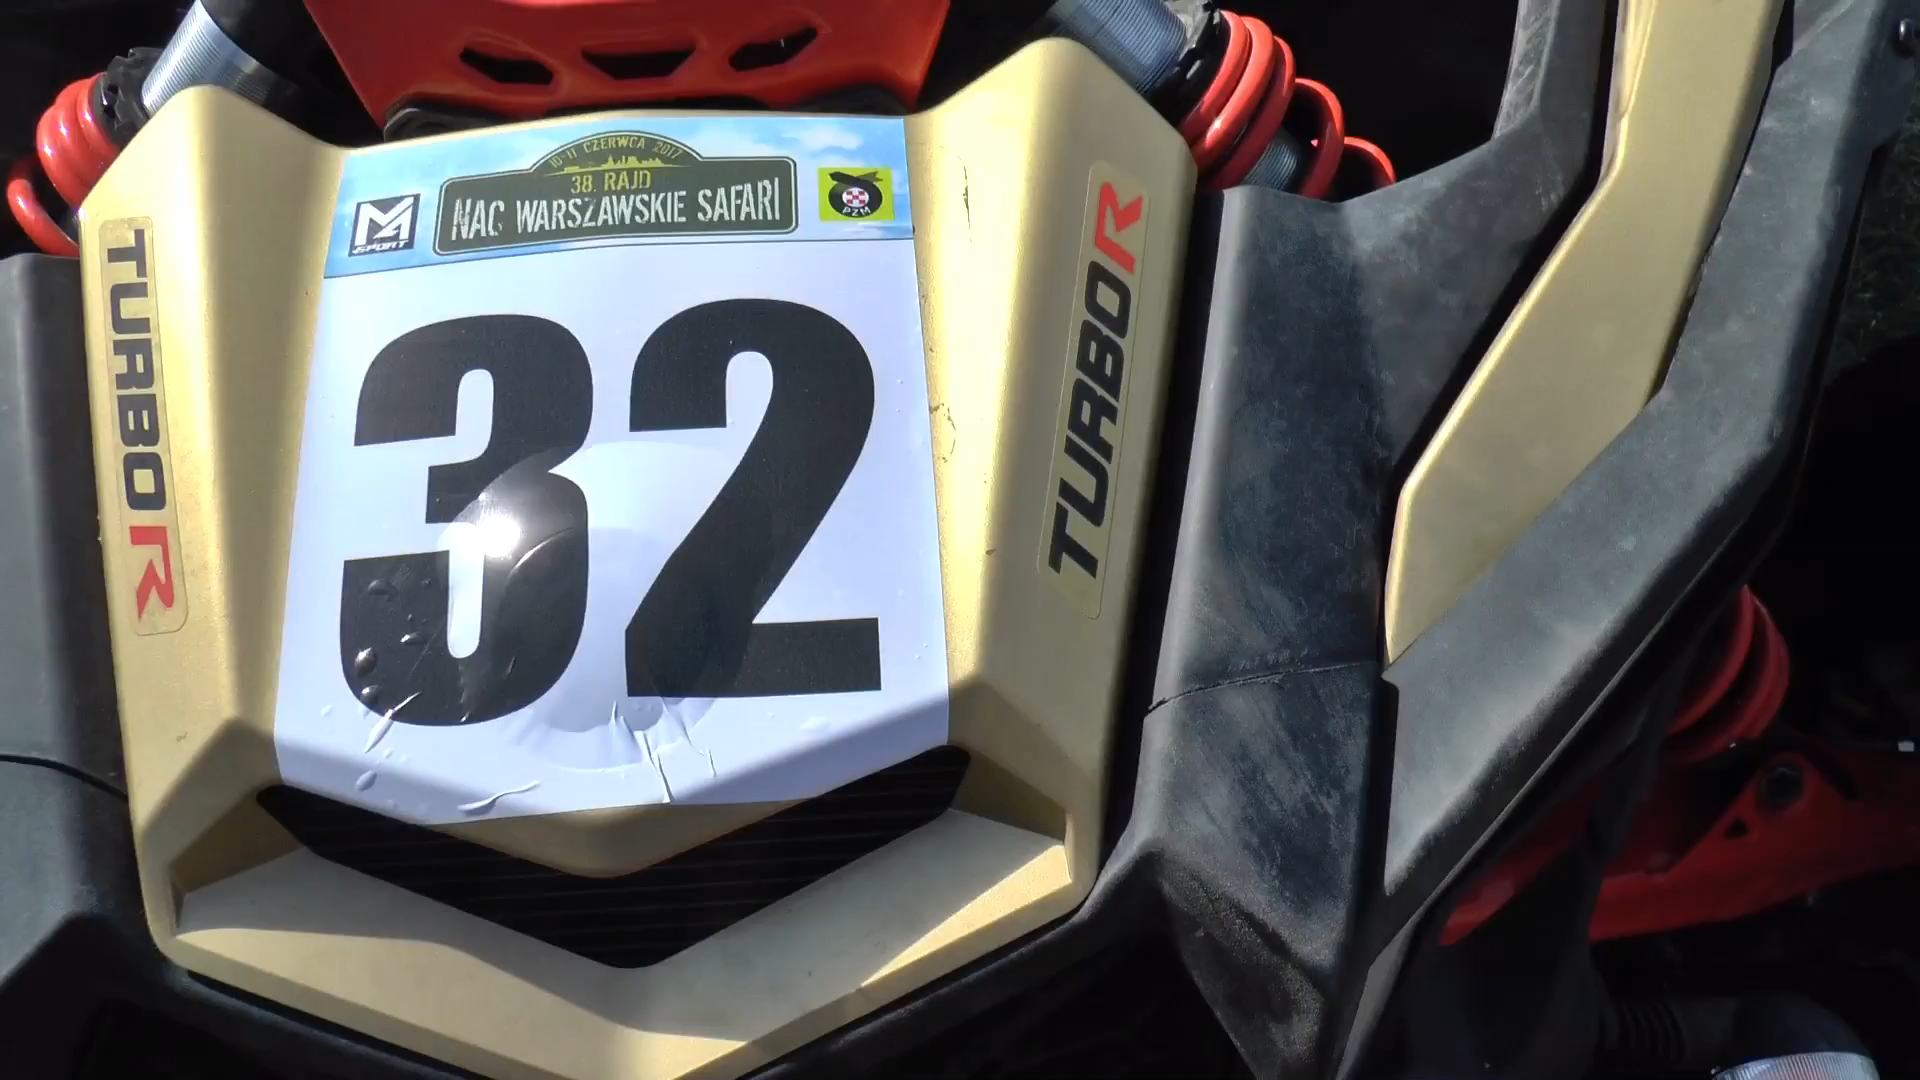 10-11 CZERWCA 2017
38. RAJD
NAC WARSZAWSKIE SAFARI
M4
SPORT
PZM
32
TURBO R
TURBO R